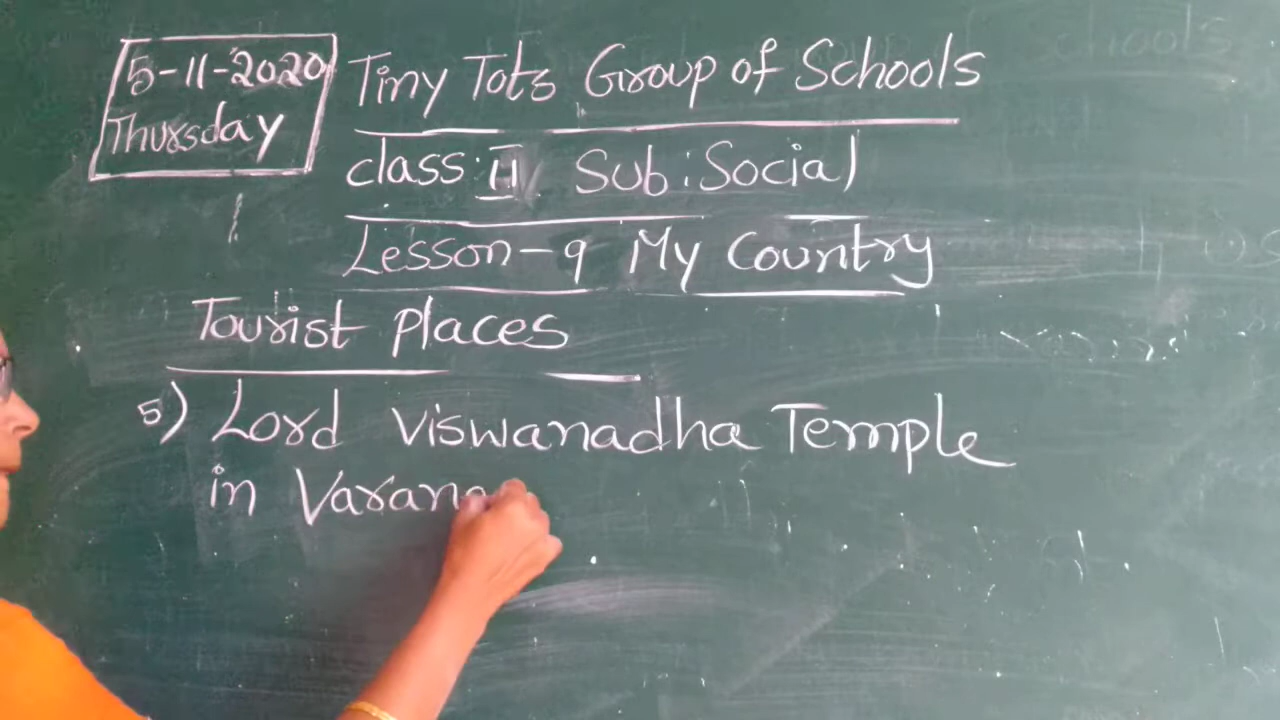 5-11-2020
Thursday
Tiny Tots Group of Schools
class: II Sub: Social
Lesson-9 My Country
Tourist places
5) Lord Viswanadha Temple
in Varana